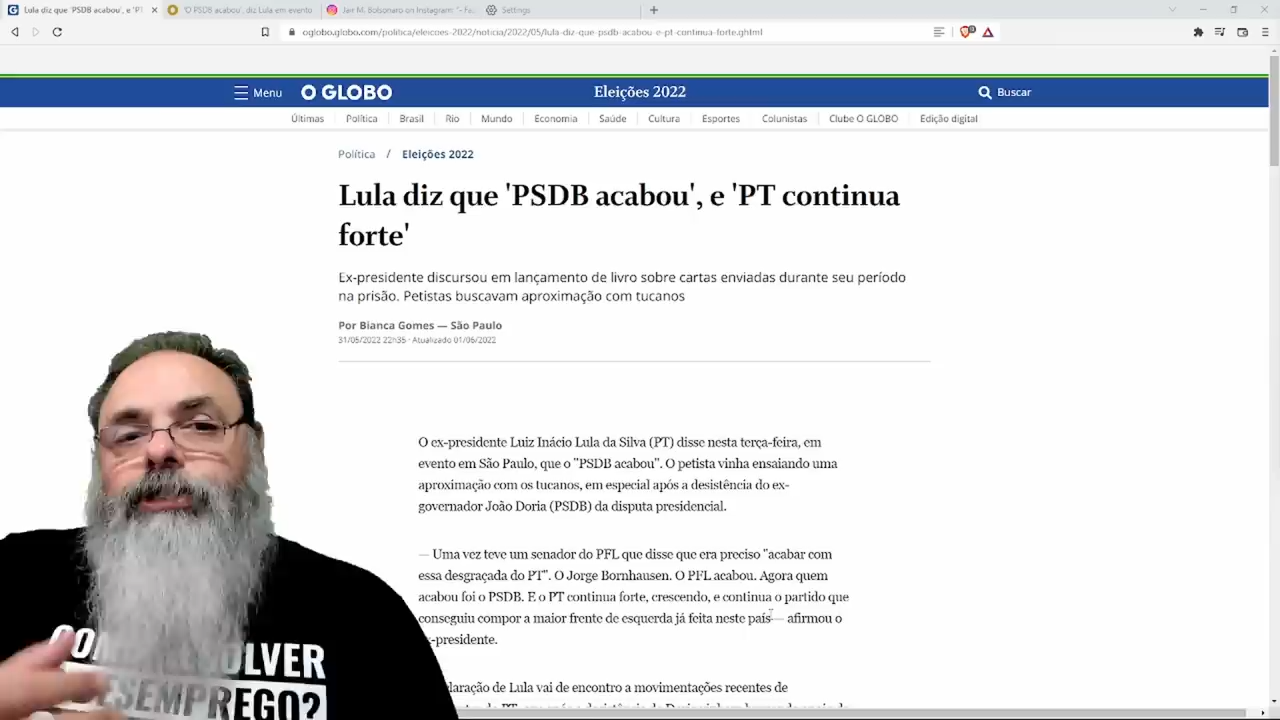 Lula diz que 'PSDB acabou', e 'PT
'O PSDB acabou', diz Lula em evento
Jair M. Bolsonaro on Instagram: "- Fa
Settings
oglobo.globo.com/politica/eleicoes-2022/noticia/2022/05/lula-diz-que-psdb-acabou-e-pt-continua-forte.ghtml
Menu
O GLOBO
Eleições 2022
Buscar
Últimas
Política
Brasil
Rio
Mundo
Economia
Saúde
Cultura
Esportes
Colunistas
Clube O GLOBO
Edição digital
Política / Eleições 2022
Lula diz que 'PSDB acabou', e 'PT continua
forte'
Ex-presidente discursou em lançamento de livro sobre cartas enviadas durante seu período
na prisão. Petistas buscavam aproximação com tucanos
Por Bianca Gomes — São Paulo
31/05/2022 22h35 · Atualizado 01/06/2022
O ex-presidente Luiz Inácio Lula da Silva (PT) disse nesta terça-feira, em
evento em São Paulo, que o "PSDB acabou". O petista vinha ensaiando uma
aproximação com os tucanos, em especial após a desistência do ex-
governador João Doria (PSDB) da disputa presidencial.
— Uma vez teve um senador do PFL que disse que era preciso "acabar com
essa desgraçada do PT". O Jorge Bornhausen. O PFL acabou. Agora quem
acabou foi o PSDB. E o PT continua forte, crescendo, e continua o partido que
conseguiu compor a maior frente de esquerda já feita neste país— afirmou o
x-presidente.
laração de Lula vai de encontro a movimentações recentes de
OLVER
SEMPREGO?